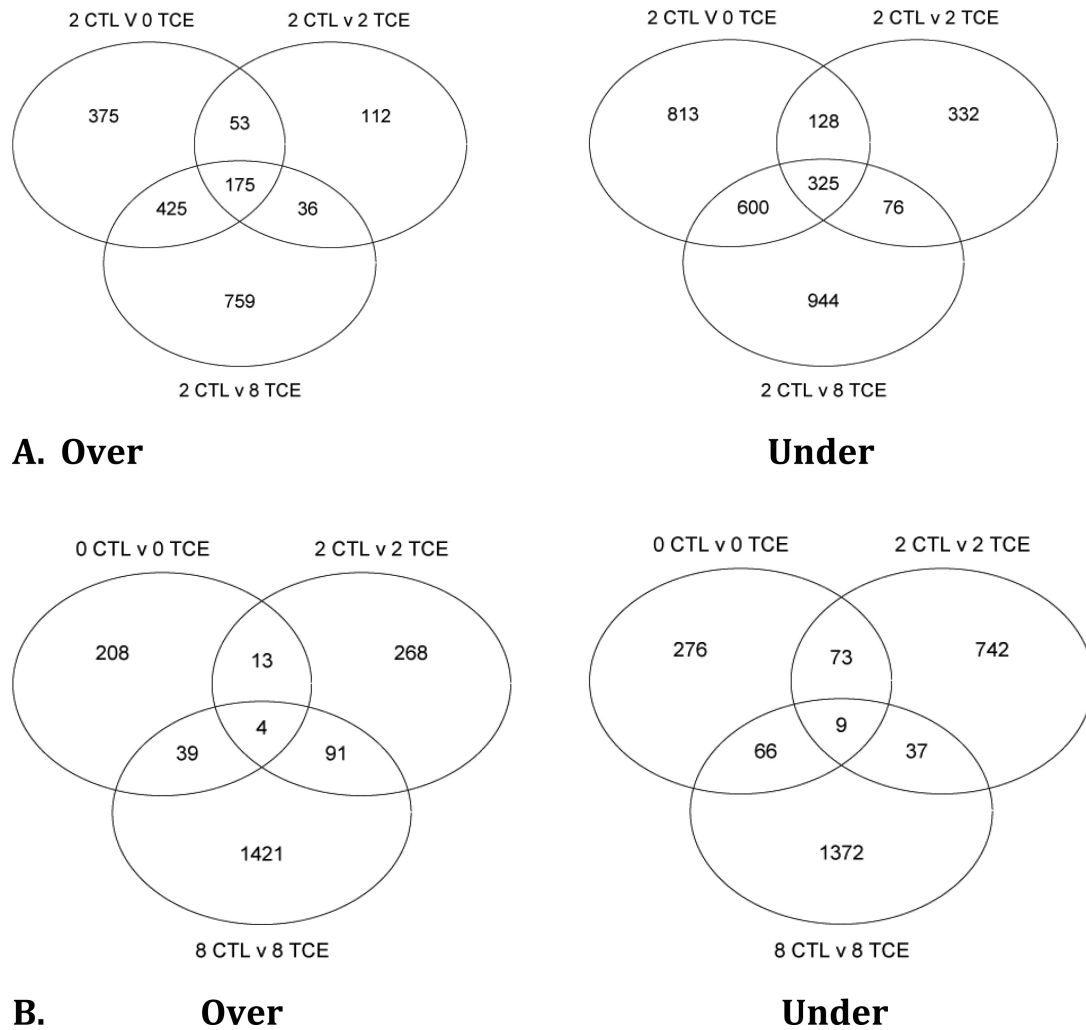 2 CTL V 0 TCE 2 CTL v 2 TCE
375 53 112
175
425 36
759
2 CTL v 8 TCE
A. Over
2 CTL V 0 TCE 2 CTL v 2 TCE
813 128 332
325
600 76
944
2 CTL v 8 TCE
Under
0 CTL v 0 TCE 2 CTL v 2 TCE
208 13 268
4
39 91
1421
8 CTL v 8 TCE
B. Over
0 CTL v 0 TCE 2 CTL v 2 TCE
276 73 742
9
66 37
1372
8 CTL v 8 TCE
Under